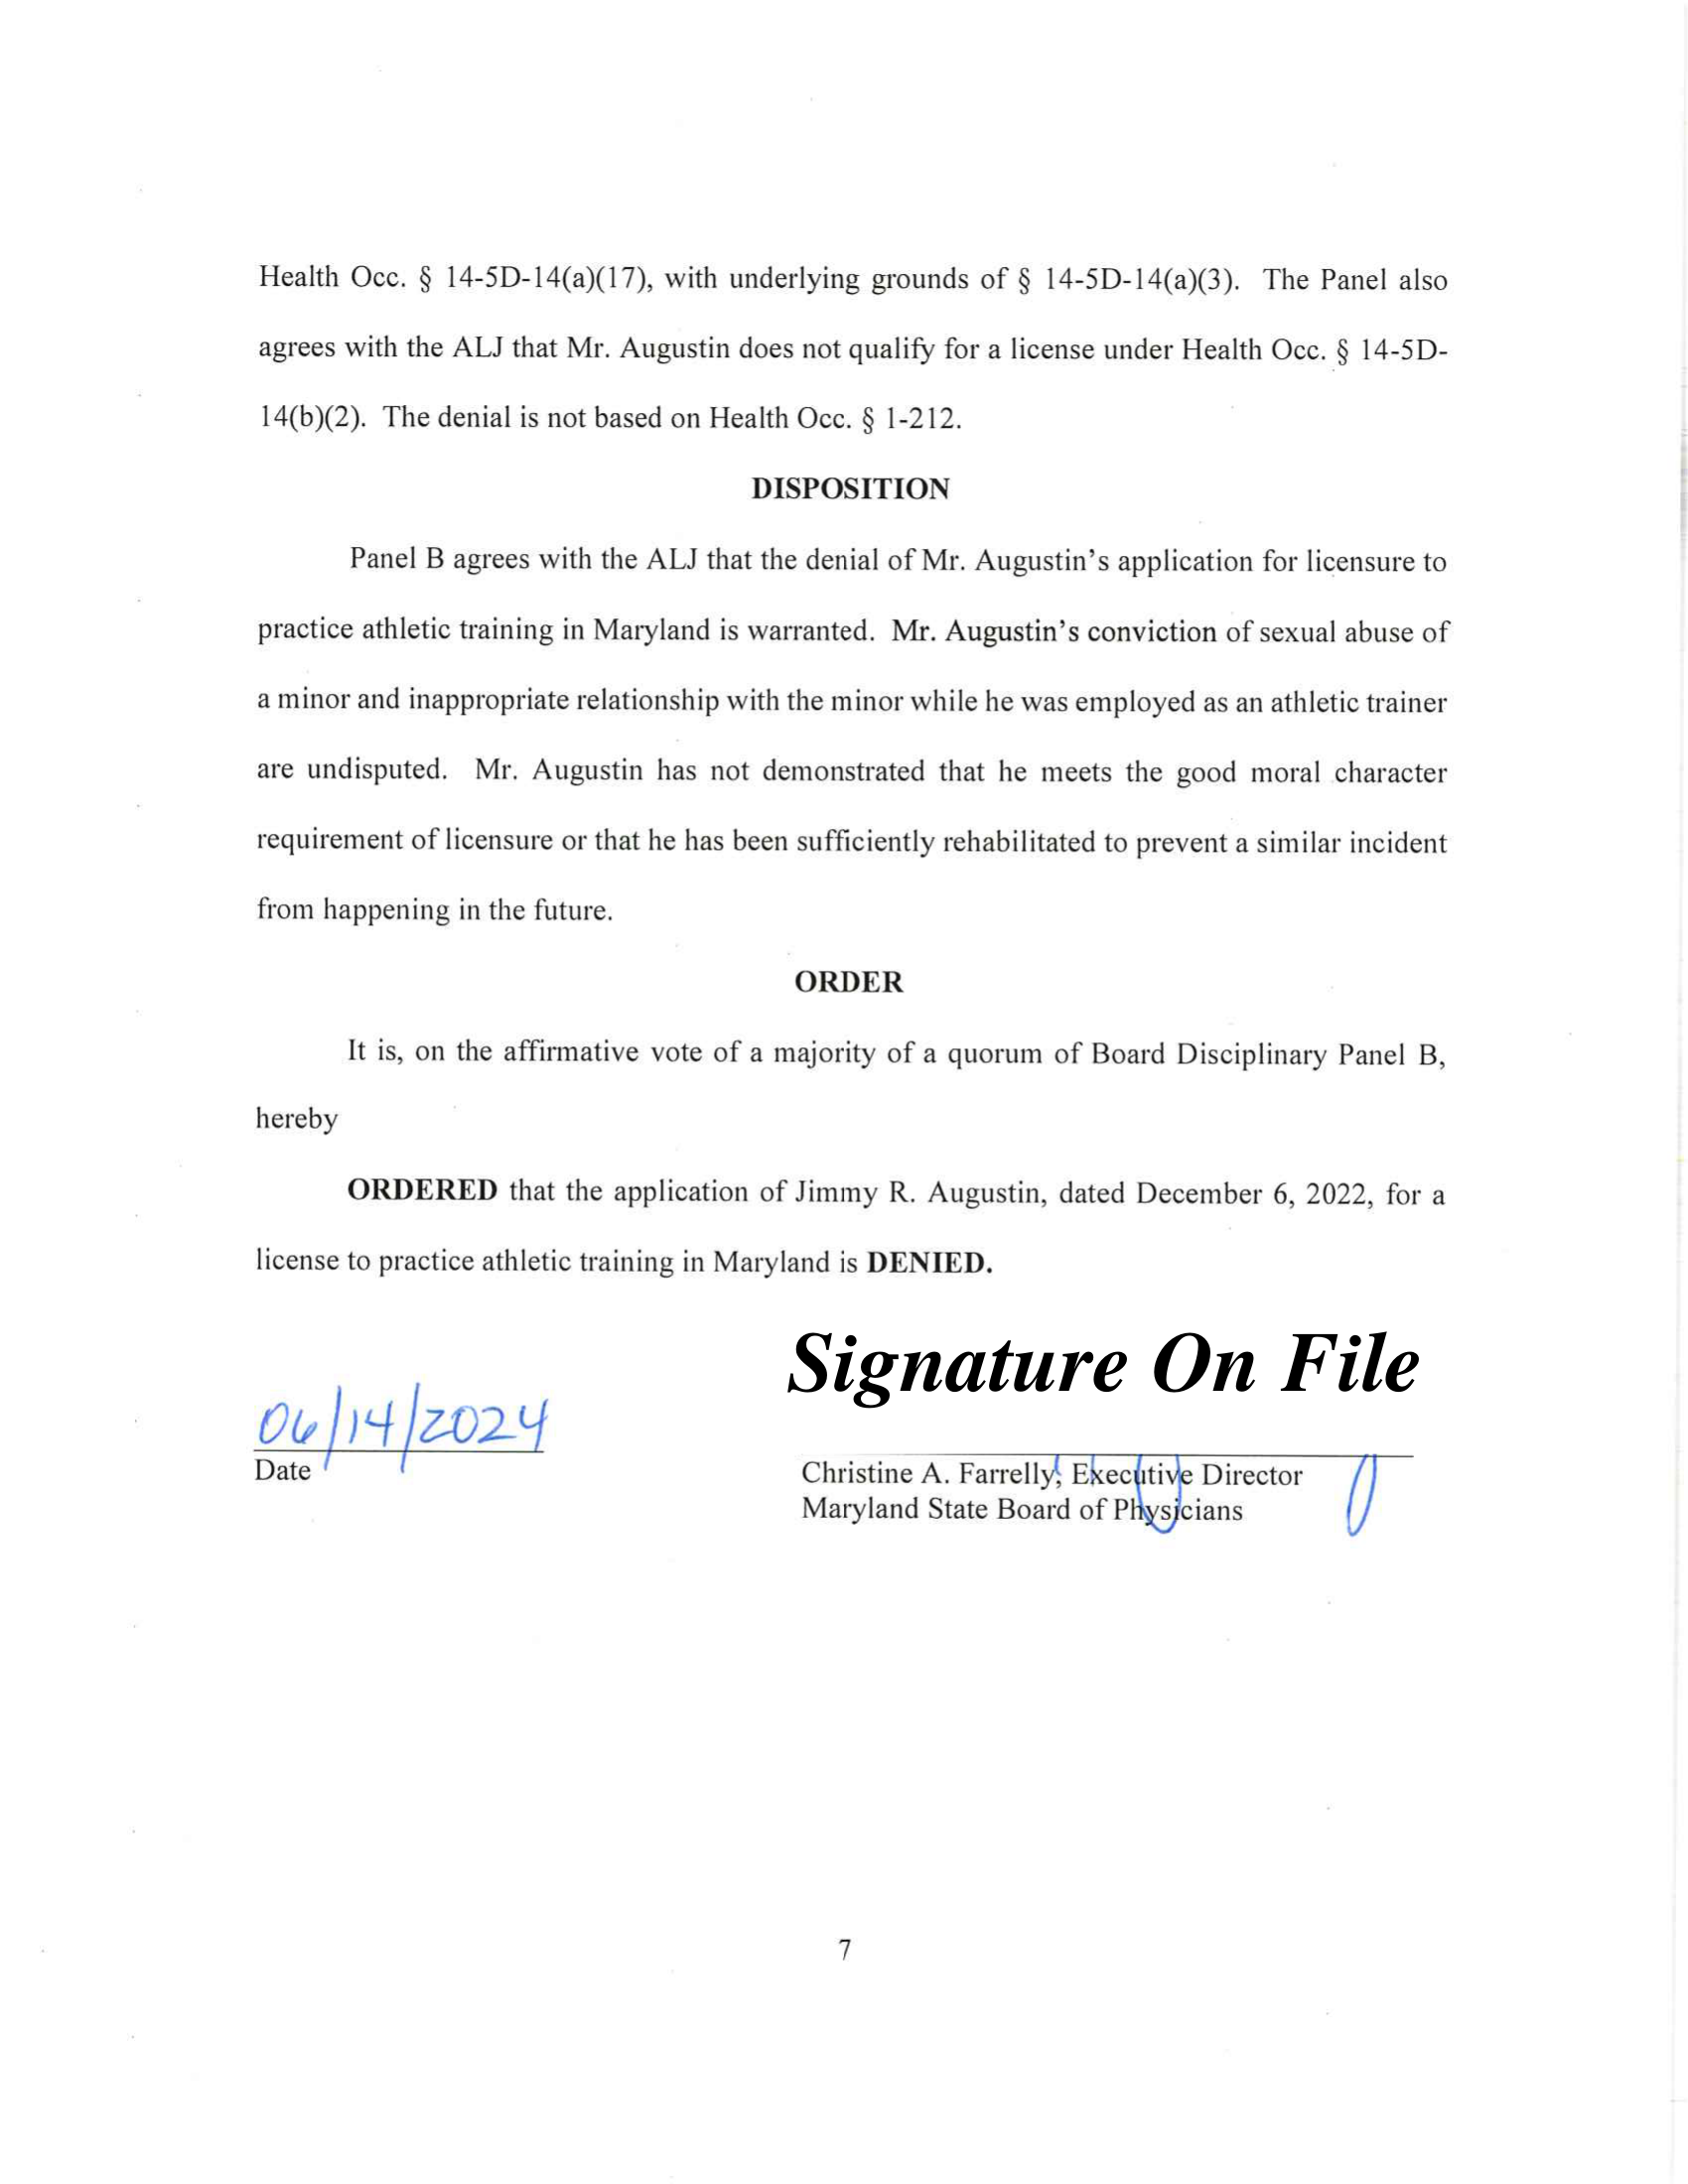 Health Occ. § 14-5D-14(a)(17), with underlying grounds of § 14-5D-14(a)(3). The Panel also
agrees with the ALJ that Mr. Augustin does not qualify for a license under Health Occ. § 14-5D-
14(b)(2). The denial is not based on Health Occ. § 1-212.
DISPOSITION
Panel B agrees with the ALJ that the denial of Mr. Augustin's application for licensure to
practice athletic training in Maryland is warranted. Mr. Augustin's conviction of sexual abuse of
a minor and inappropriate relationship with the minor while he was employed as an athletic trainer
are undisputed. Mr. Augustin has not demonstrated that he meets the good moral character
requirement of licensure or that he has been sufficiently rehabilitated to prevent a similar incident
from happening in the future.
ORDER
It is, on the affirmative vote of a majority of a quorum of Board Disciplinary Panel B,
hereby
ORDERED that the application of Jimmy R. Augustin, dated December 6, 2022, for a
license to practice athletic training in Maryland is DENIED.
Signature On File
06/14/2024
Date
Christine A. Farrelly, Executive Director
Maryland State Board of Physicians
7